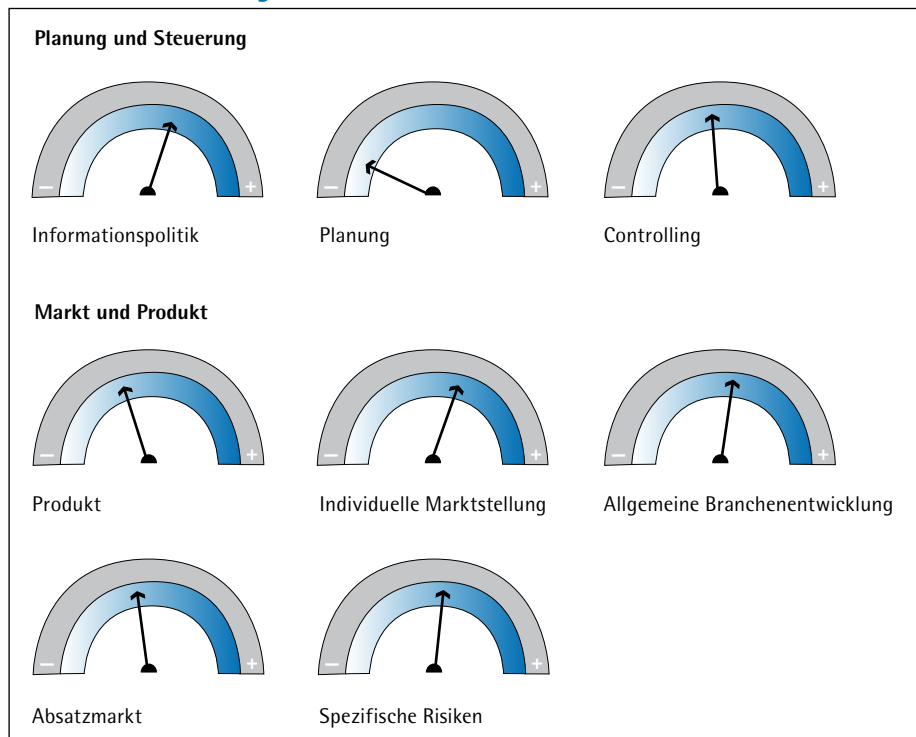 Planung und Steuerung
− +
− +
− +
Informationspolitik
Planung
Controlling
Markt und Produkt
− +
− +
− +
Produkt
Individuelle Marktstellung
Allgemeine Branchenentwicklung
− +
− +
Absatzmarkt
Spezifische Risiken